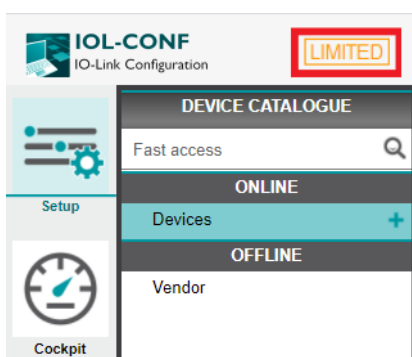 IOL-CONF
IO-Link Configuration
LIMITED
DEVICE CATALOGUE
Fast access
ONLINE
Setup
Devices +
OFFLINE
Vendor
Cockpit